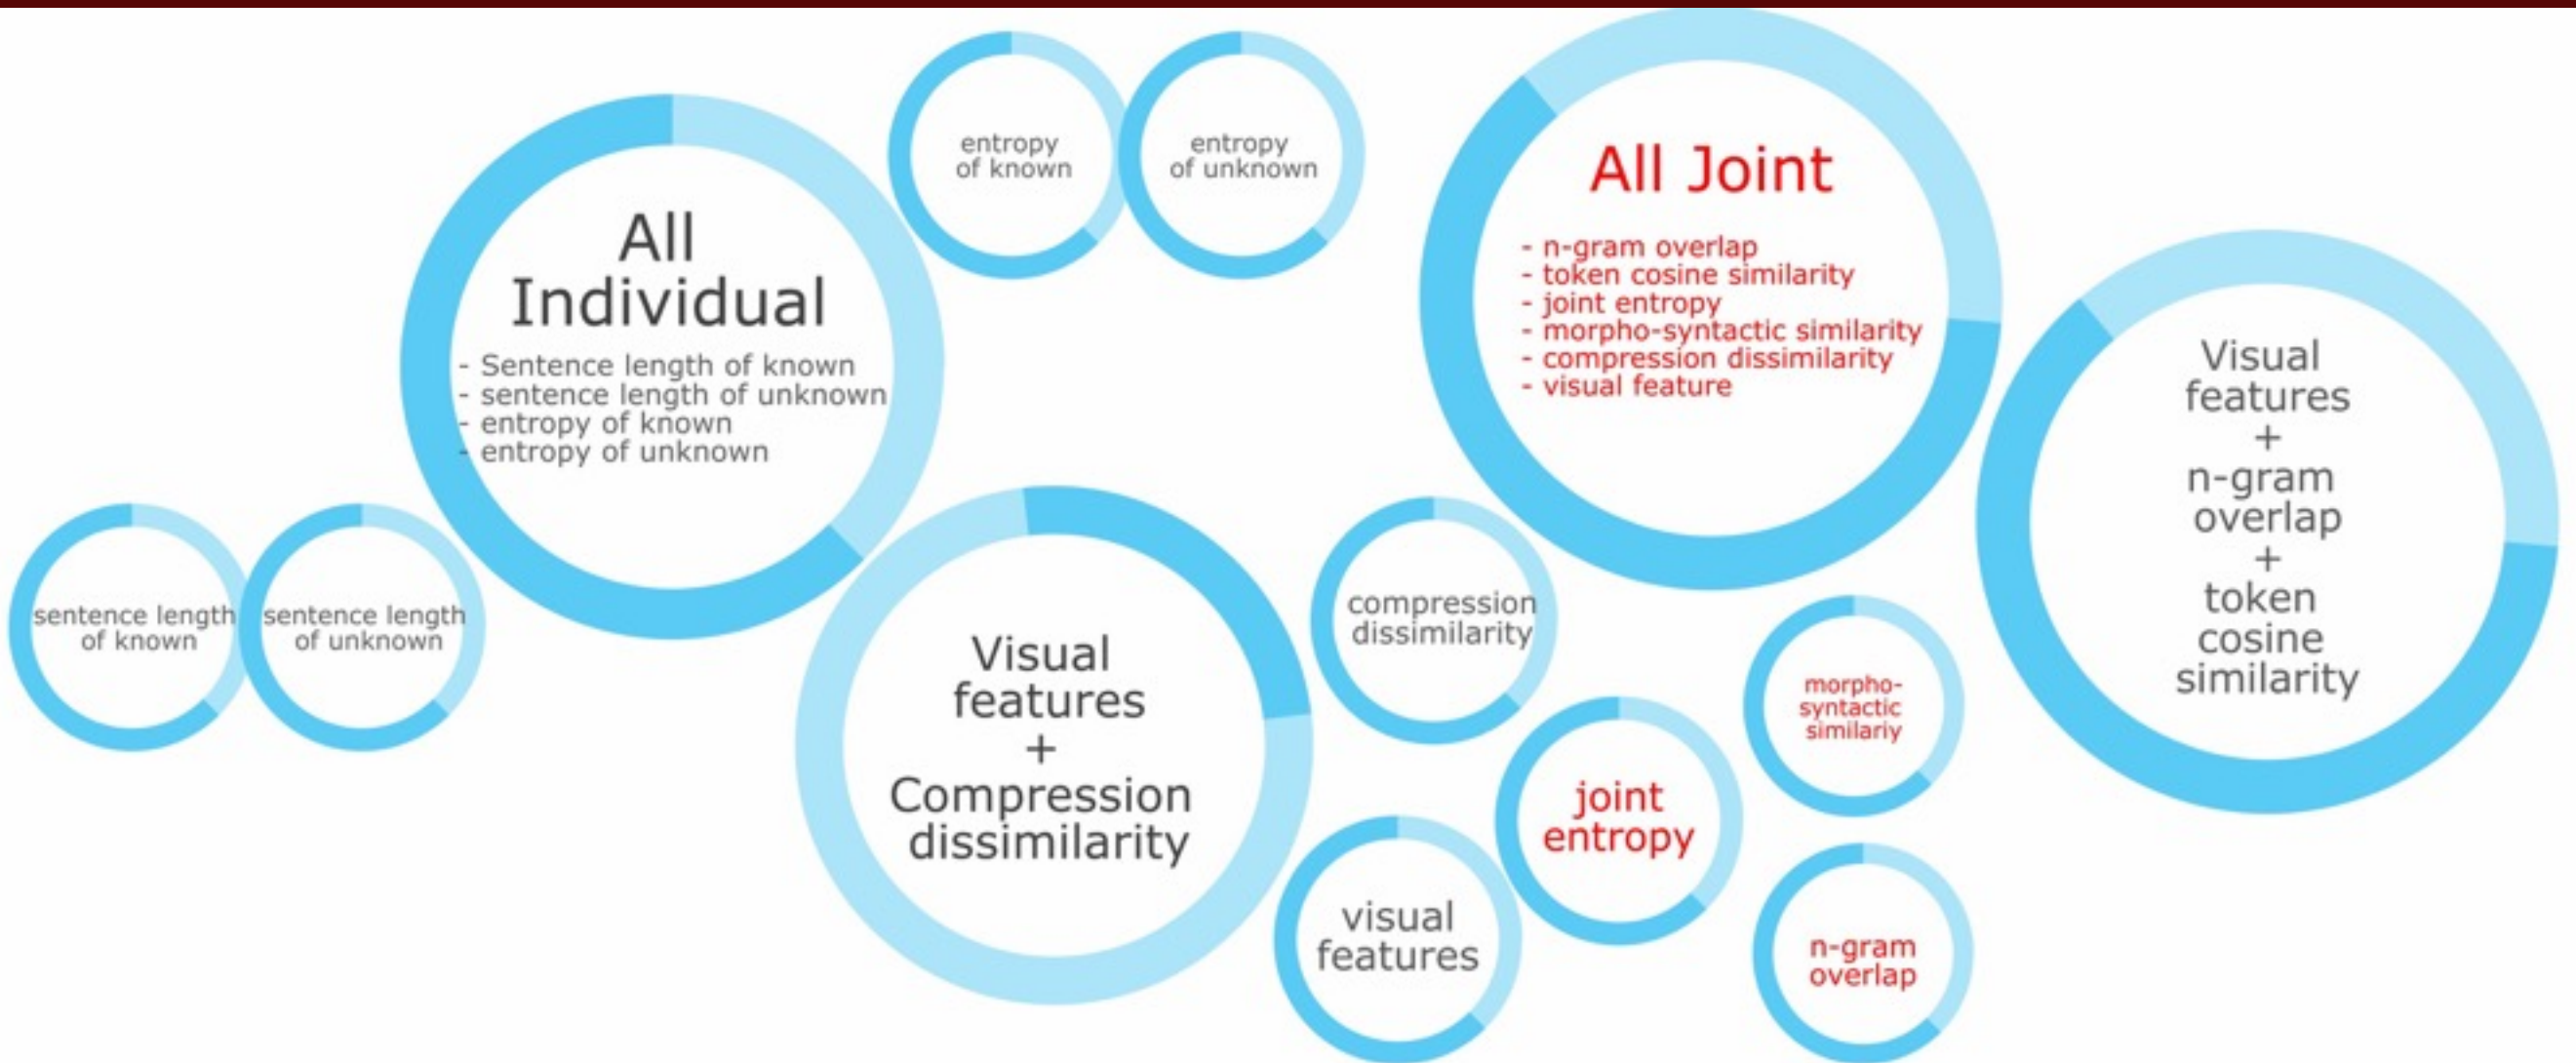 entropy
of known
entropy
of unknown
All
Individual
- Sentence length of known
- sentence length of unknown
- entropy of known
- entropy of unknown
All Joint
- n-gram overlap
- token cosine similarity
- joint entropy
- morpho-syntactic similarity
- compression dissimilarity
- visual feature
Visual
features
+
n-gram
overlap
+
token
cosine
similarity
sentence length
of known
sentence length
of unknown
Visual
features
+
Compression
dissimilarity
compression
dissimilarity
morpho-
syntactic
similariy
joint
entropy
visual
features
n-gram
overlap